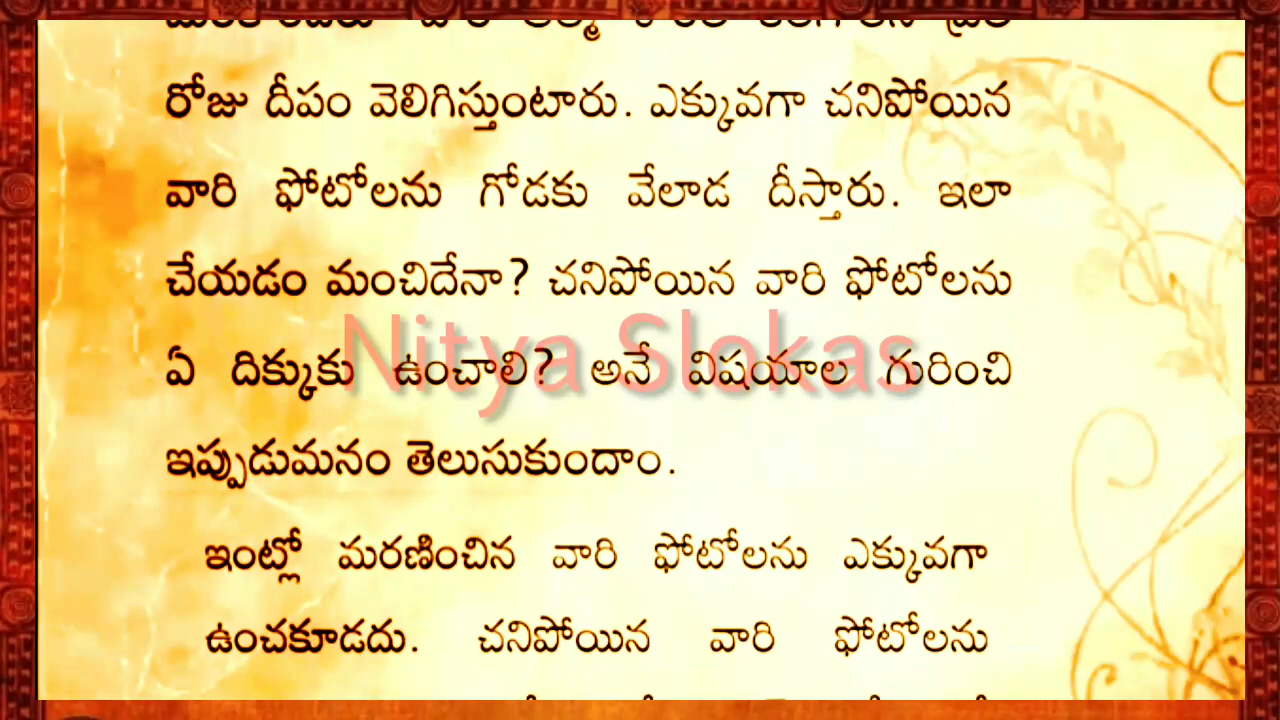 రోజు దీపం వెలిగిస్తుంటారు. ఎక్కువగా చనిపోయిన
వారి ఫోటోలను గోడకు వేలాడ దీస్తారు. ఇలా
చేయడం మంచిదేనా? చనిపోయిన వారి ఫోటోలను
Nitya Slokas
ఏ దిక్కుకు ఉంచాలి? అనే విషయాల గురించి
ఇప్పుడుమనం తెలుసుకుందాం.
ఇంట్లో మరణించిన వారి ఫోటోలను ఎక్కువగా
ఉంచకూడదు. చనిపోయిన వారి ఫోటోలను